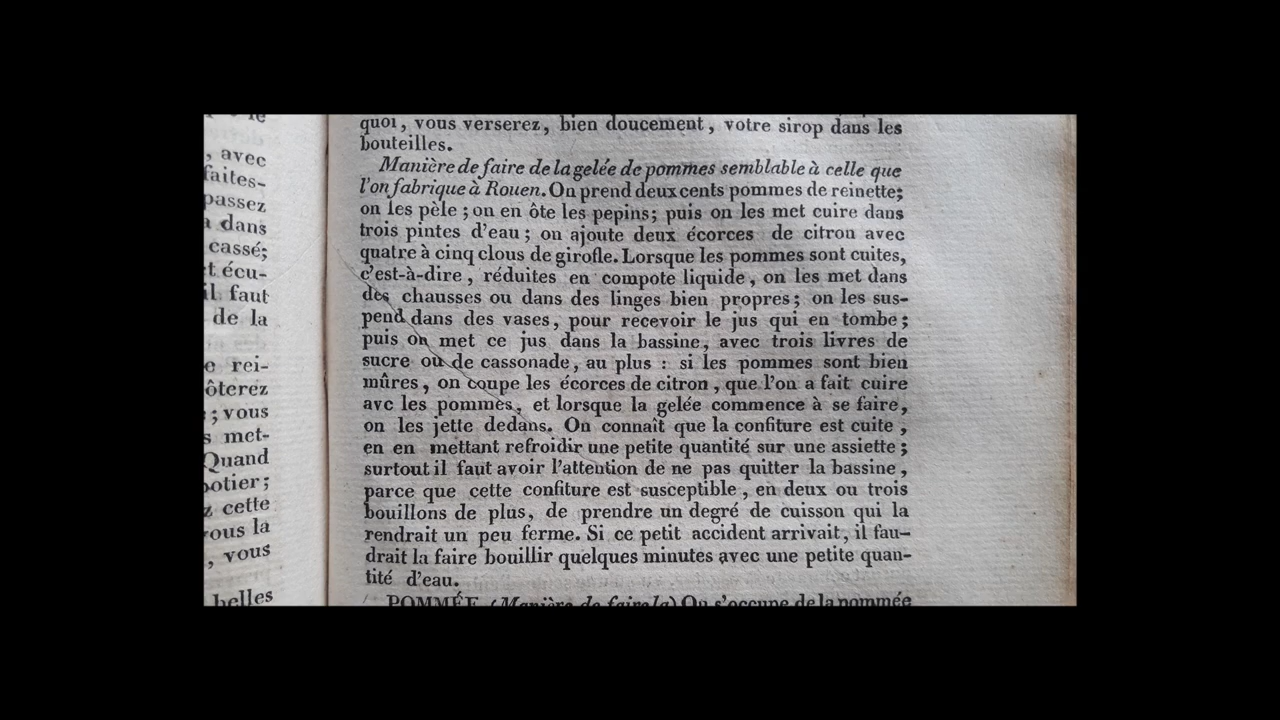 quoi, vous verserez, bien doucement, votre sirop dans les
bouteilles.
Manière de faire de la gelée de pommes semblable à celle que
l'on fabrique à Rouen. On prend deux cents pommes de reinette;
on les pèle; on en ôte les pepins; puis on les met cuire dans
trois pintes d'eau; on ajoute deux écorces de citron avec
quatre à cinq clous de girofle. Lorsque les pommes sont cuites,
c'est-à-dire, réduites en compote liquide, on les met dans
des chausses ou dans des linges bien propres; on les sus-
pend dans des vases, pour recevoir le jus qui en tombe;
puis on met ce jus dans la bassine, avec trois livres de
sucre ou de cassonade, au plus : si les pommes sont bien
mûres, on coupe les écorces de citron, que l'on a fait cuire
avc les pommes, et lorsque la gelée commence à se faire,
on les jette dedans. On connaît que la confiture est cuite,
en en mettant refroidir une petite quantité sur une assiette;
surtout il faut avoir l'attention de ne pas quitter la bassine,
parce que cette confiture est susceptible, en deux ou trois
bouillons de plus, de prendre un degré de cuisson qui la
rendrait un peu ferme. Si ce petit accident arrivait, il fau-
drait la faire bouillir quelques minutes avec une petite quan-
tité d'eau.
POMMÉE (Manière de faire la) On s'occupe de la pommée
, avec
faites-
passez
dans
cassé;
écu-
il faut
de la
rei-
ôterez
; vous
met-
Quand
cette
vous la
, vous
belles